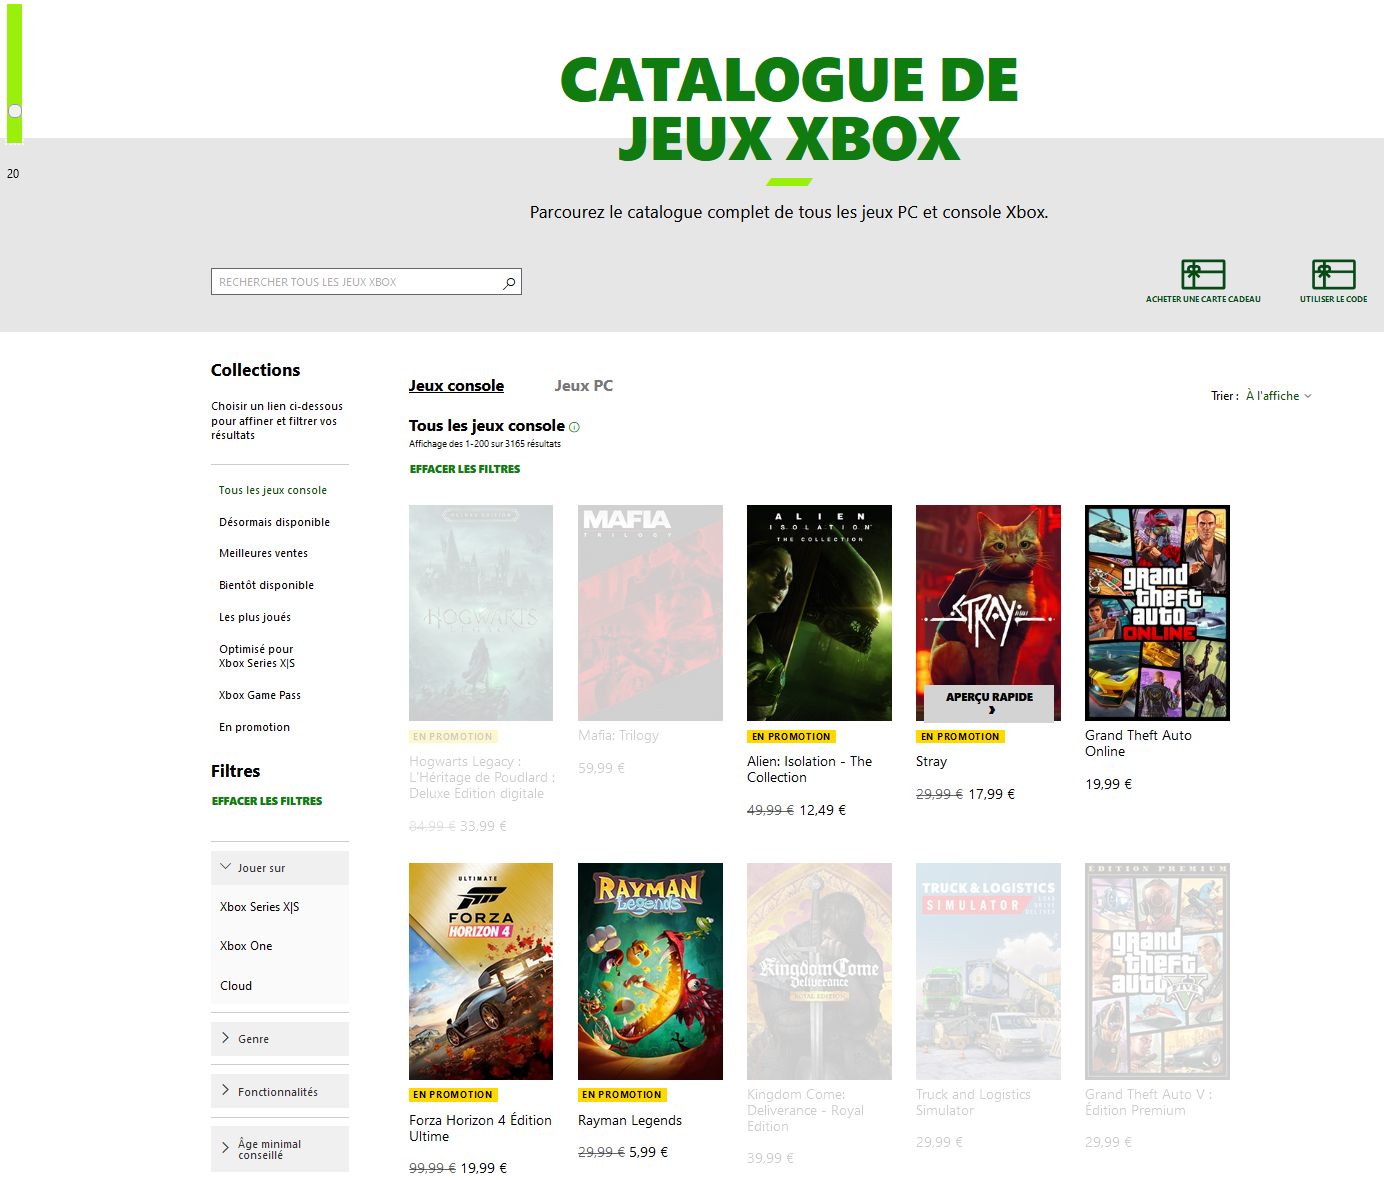 CATALOGUE DE
JEUX XBOX
20
Parcourez le catalogue complet de tous les jeux PC et console Xbox.
RECHERCHER TOUS LES JEUX XBOX
ACHETER UNE CARTE CADEAU
UTILISER LE CODE
Collections
Choisir un lien ci-dessous
pour affiner et filtrer vos
résultats
Tous les jeux console
Désormais disponible
Meilleures ventes
Bientôt disponible
Les plus joués
Optimisé pour
Xbox Series X|S
Xbox Game Pass
En promotion
Filtres
EFFACER LES FILTRES
Jouer sur
Xbox Series X|S
Xbox One
Cloud
Genre
Fonctionnalités
Âge minimal
conseillé
Jeux console
Jeux PC
Trier : À l'affiche
Tous les jeux console
Affichage des 1-200 sur 3165 résultats
EFFACER LES FILTRES
DELUXE EDITION
HOGWARTS
EN PROMOTION
Hogwarts Legacy :
L'Héritage de Poudlard :
Deluxe Edition digitale
84,99 € 33,99 €
MAFIA
TRILOGY
Mafia: Trilogy
59,99 €
ALIEN
ISOLATION
THE COLLECTION
EN PROMOTION
Alien: Isolation - The
Collection
49,99 € 12,49 €
STRAY
APERÇU RAPIDE
EN PROMOTION
Stray
29,99 € 17,99 €
grand
theft
auto
ONLINE
Grand Theft Auto
Online
19,99 €
ULTIMATE
FORZA
HORIZON 4
EN PROMOTION
Forza Horizon 4 Édition
Ultime
99,99 € 19,99 €
RAYMAN
Legends
EN PROMOTION
Rayman Legends
29,99 € 5,99 €
Kingdom Come
Deliverance
ROYAL EDITION
Kingdom Come:
Deliverance - Royal
Edition
39,99 €
TRUCK & LOGISTICS
SIMULATOR
Truck and Logistics
Simulator
29,99 €
EDITION PREMIUM
grand
theft
auto
V
Grand Theft Auto V :
Édition Premium
29,99 €